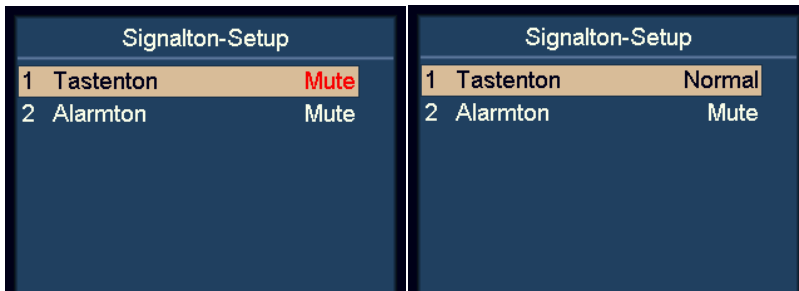 Signalton-Setup
1 Tastenton Mute
2 Alarmton Mute
Signalton-Setup
1 Tastenton Normal
2 Alarmton Mute